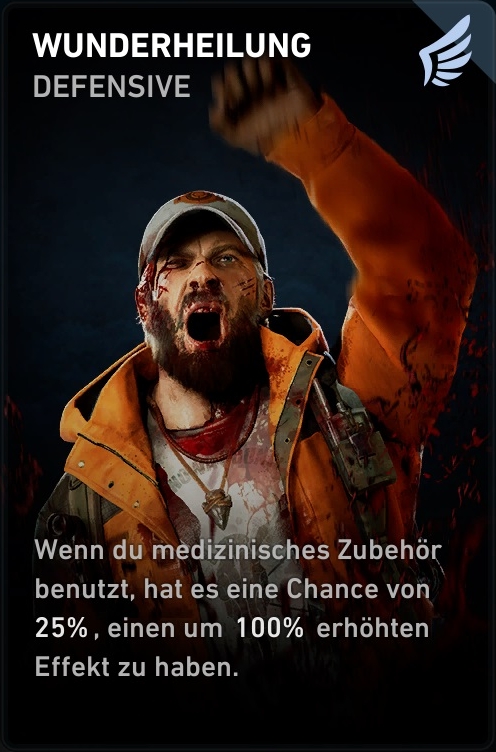 WUNDERHEILUNG
DEFENSIVE
Wenn du medizinisches Zubehör
benutzt, hat es eine Chance von
25% , einen um 100% erhöhten
Effekt zu haben.